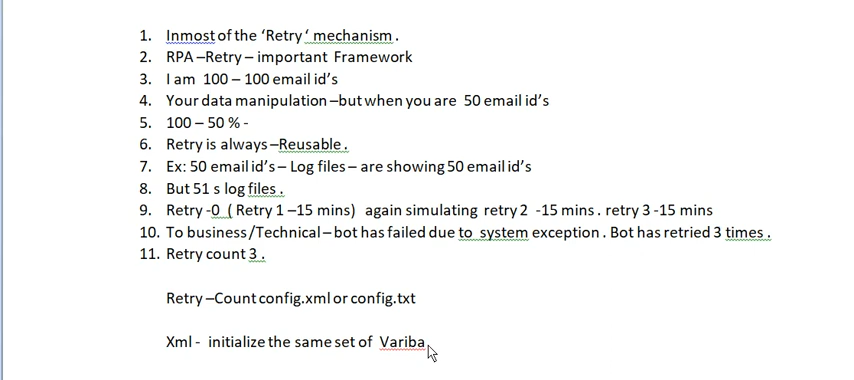 1. Inmost of the ‘Retry ‘ mechanism .
2. RPA –Retry – important  Framework
3. I am  100 – 100 email id’s
4. Your data manipulation –but when you are  50 email id’s
5. 100 – 50 % -
6. Retry is always –Reusable .
7. Ex: 50 email id’s – Log files – are showing 50 email id’s
8. But 51 s log files .
9. Retry -0  ( Retry 1 –15 mins)  again simulating  retry 2  -15 mins . retry 3 -15 mins
10. To business /Technical – bot has failed due to  system exception . Bot has retried 3 times .
11. Retry count 3 .
Retry –Count config.xml or config.txt
Xml -  initialize the same set of  Variba